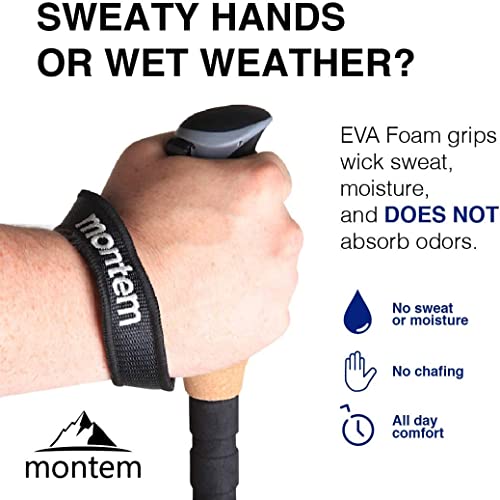 SWEATY HANDS
OR WET WEATHER?
EVA Foam grips
wick sweat,
moisture,
and DOES NOT
absorb odors.
montem
No sweat
or moisture
No chafing
All day
comfort
montem